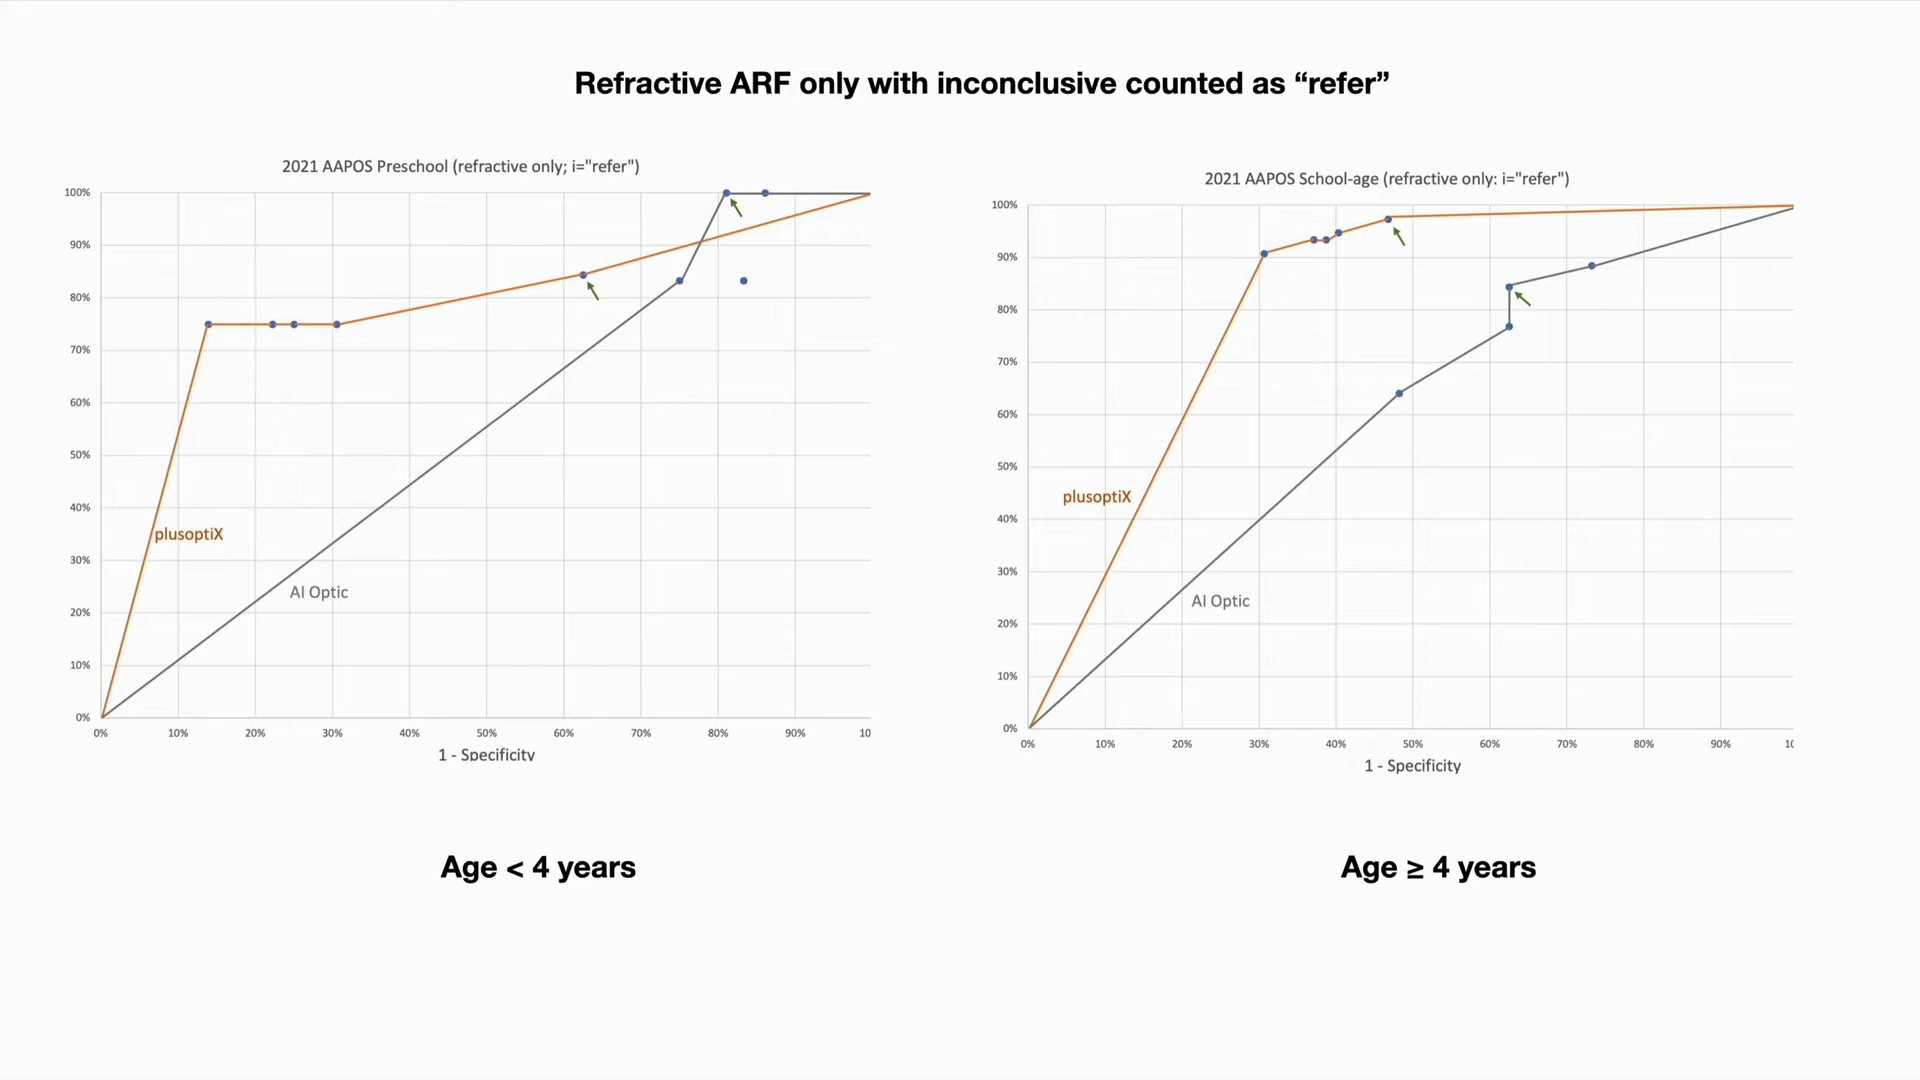 Refractive ARF only with inconclusive counted as “refer”
2021 AAPOS Preschool (refractive only; i="refer")
100%
90%
80%
70%
60%
50%
40%
30%
20%
10%
0%
plusoptiX
AI Optic
0% 10% 20% 30% 40% 50% 60% 70% 80% 90% 10
1 - Specificity
Age < 4 years
2021 AAPOS School-age (refractive only: i="refer")
100%
90%
80%
70%
60%
50%
40%
30%
20%
10%
0%
plusoptiX
AI Optic
0% 10% 20% 30% 40% 50% 60% 70% 80% 90% 10
1 - Specificity
Age ≥ 4 years